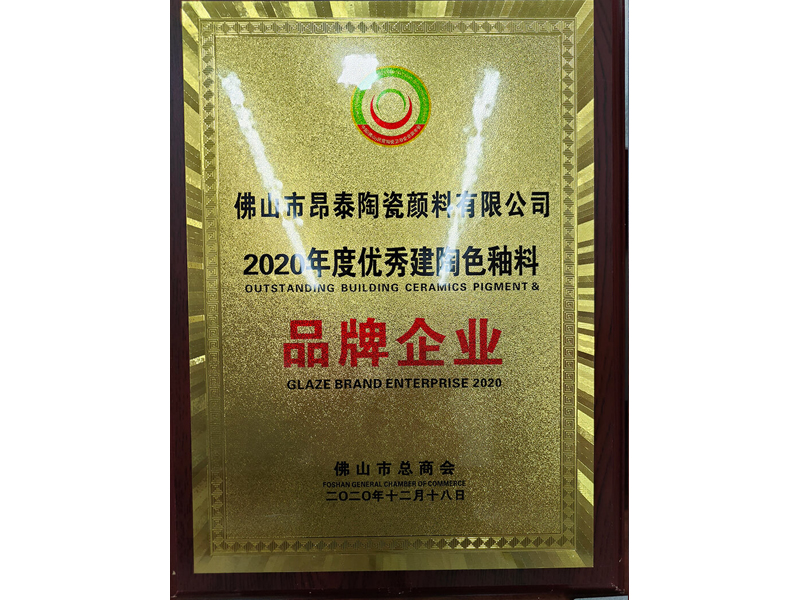 佛山市昂泰陶瓷颜料有限公司
2020年度优秀建陶色釉料
OUTSTANDING BUILDING CERAMICS PIGMENT &
品牌企业
GLAZE BRAND ENTERPRISE 2020
佛山市总商会
FOSHAN GENERAL CHAMBER OF COMMERCE
二〇二〇年十二月十八日